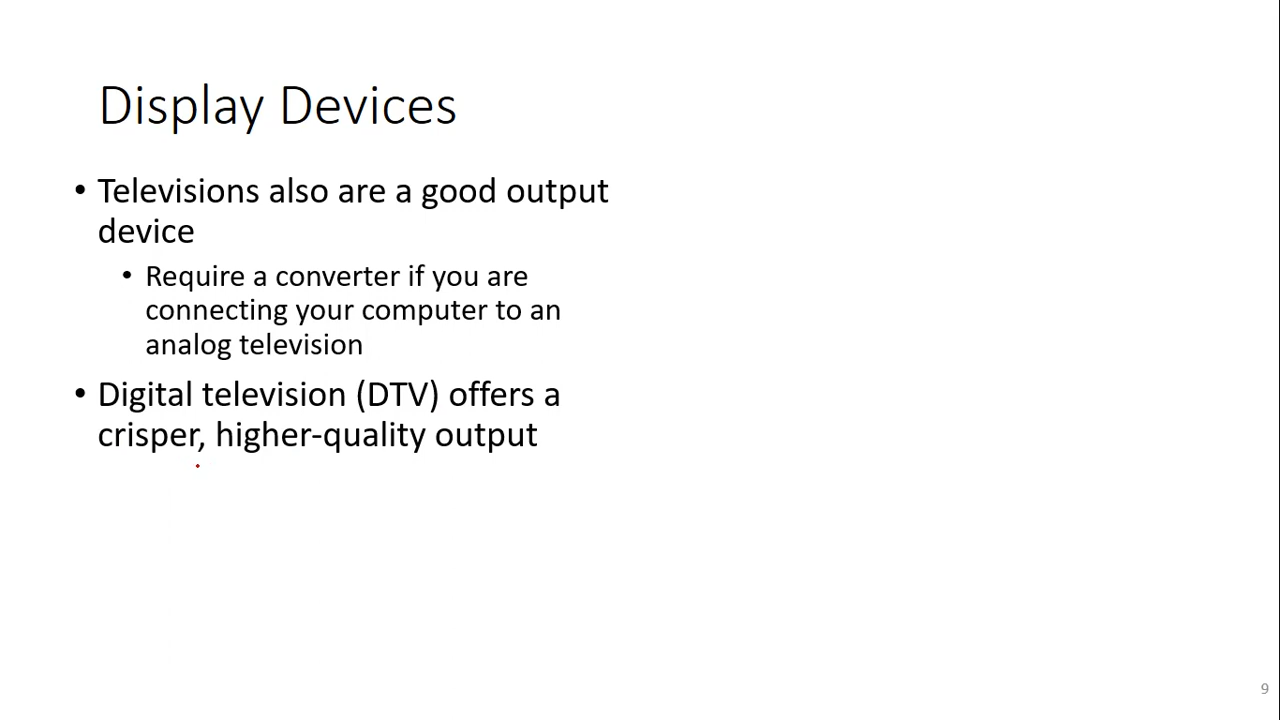 Display Devices
• Televisions also are a good output
device
• Require a converter if you are
connecting your computer to an
analog television
• Digital television (DTV) offers a
crisper, higher-quality output
9